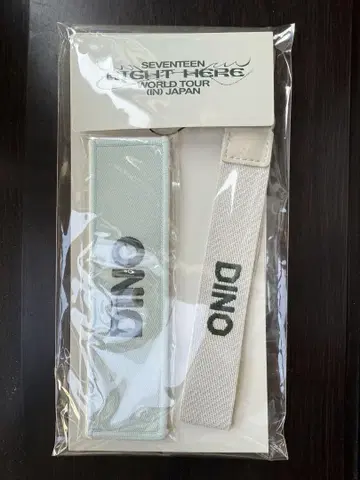 SEVENTEEN
RIGHT HERE
WORLD TOUR
(IN) JAPAN
DINO
DINO